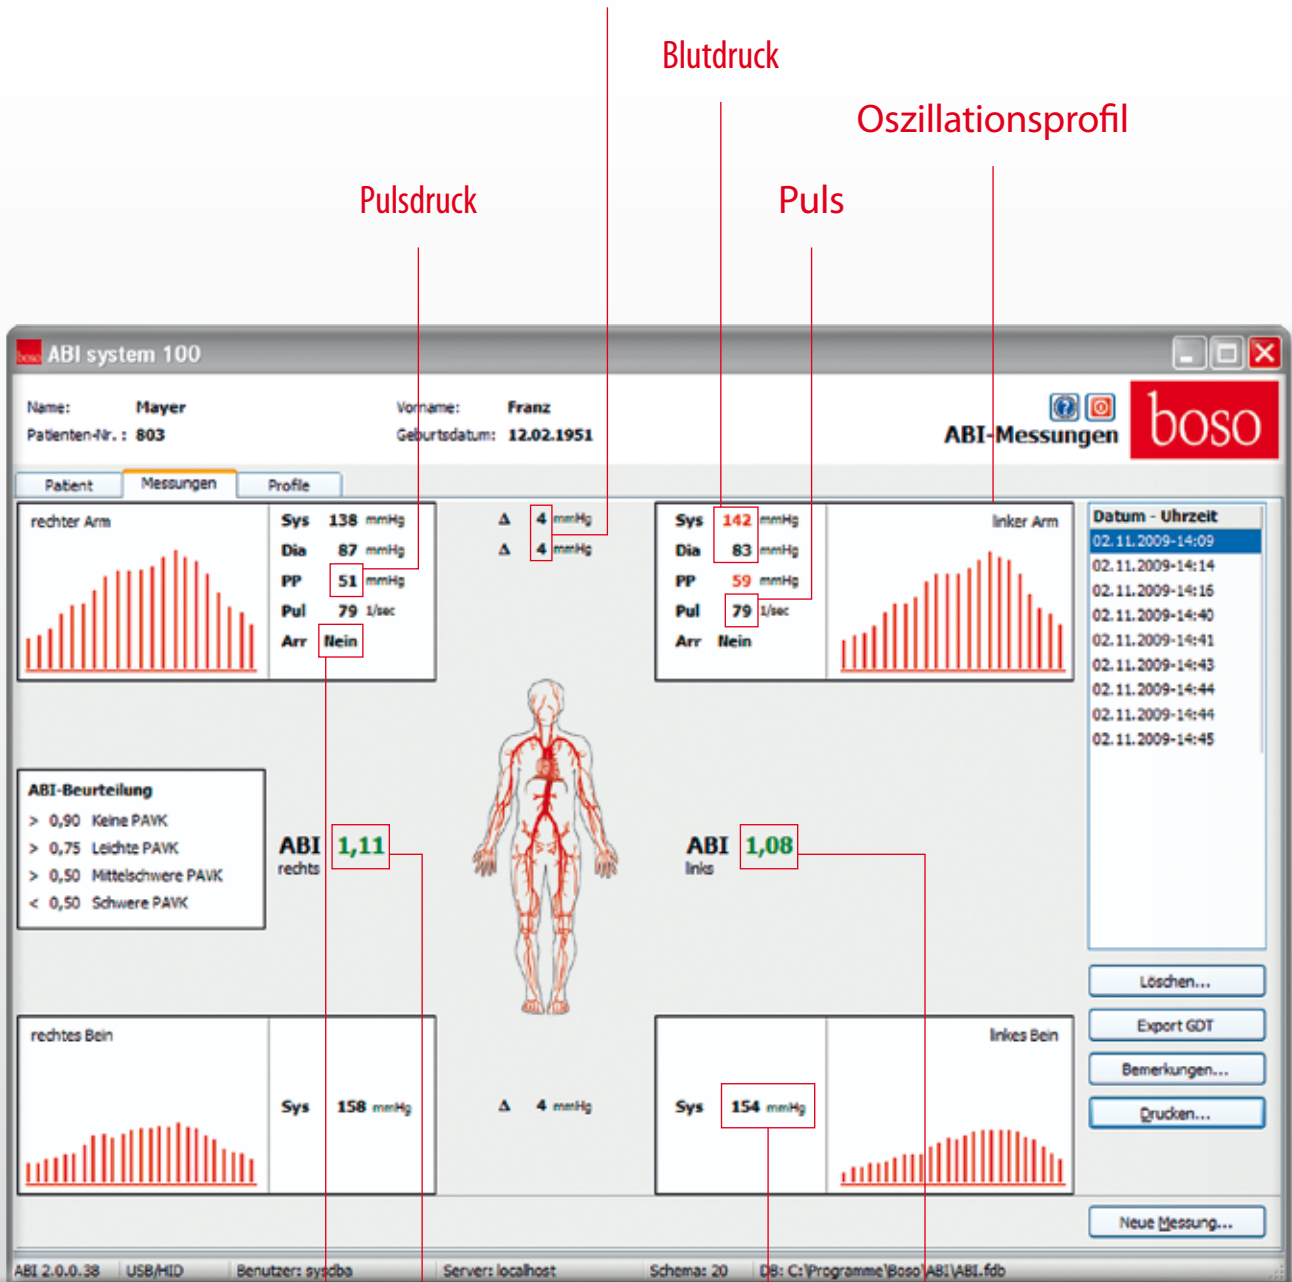 Blutdruck
Oszillationsprofil
Pulsdruck
Puls
boso ABI system 100
Name: Mayer
Vorname: Franz
Patienten-Nr. : 803
Geburtsdatum: 12.02.1951
ABI-Messungen
boso
Patient Messungen Profile
rechter Arm
Sys 138 mmHg
Dia 87 mmHg
PP 51 mmHg
Pul 79 1/sec
Arr Nein
Δ 4 mmHg
Δ 4 mmHg
Sys 142 mmHg
Dia 83 mmHg
PP 59 mmHg
Pul 79 1/sec
Arr Nein
linker Arm
Datum - Uhrzeit
02.11.2009-14:09
02.11.2009-14:14
02.11.2009-14:16
02.11.2009-14:40
02.11.2009-14:41
02.11.2009-14:43
02.11.2009-14:44
02.11.2009-14:44
02.11.2009-14:45
ABI-Beurteilung
> 0,90 Keine PAVK
> 0,75 Leichte PAVK
> 0,50 Mittelschwere PAVK
< 0,50 Schwere PAVK
ABI 1,11
rechts
ABI 1,08
links
rechtes Bein
Sys 158 mmHg
Δ 4 mmHg
Sys 154 mmHg
linkes Bein
Löschen...
Export GDT
Bemerkungen...
Drucken...
Neue Messung...
ABI 2.0.0.38 USB/HID Benutzer: sysdba Server: localhost Schema: 20 DB: C:\Programme\Boso\ABI\ABI.fdb